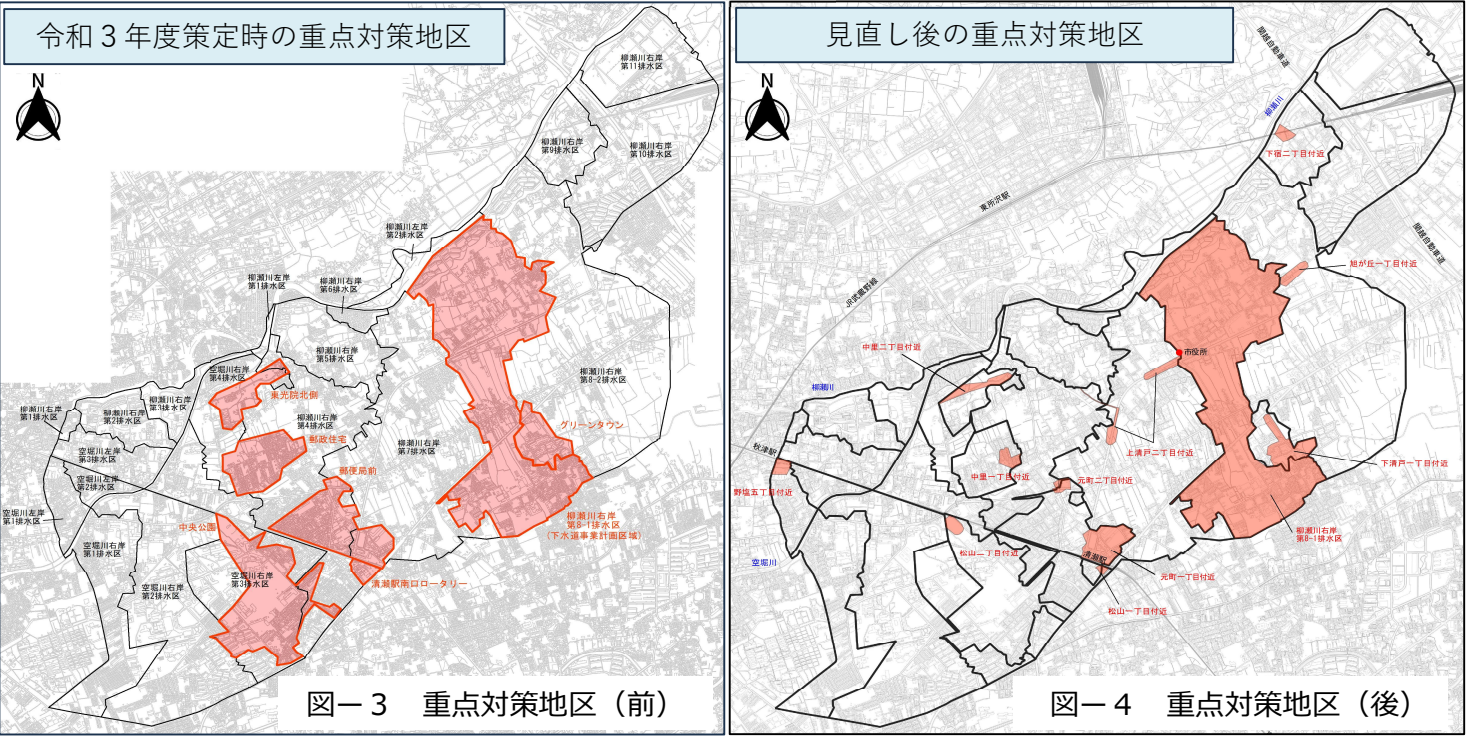 令和３年度策定時の重点対策地区
N
柳瀬川右岸
第11排水区
柳瀬川右岸
第9排水区
柳瀬川右岸
第10排水区
柳瀬川左岸
第2排水区
柳瀬川左岸
第1排水区
柳瀬川右岸
第6排水区
柳瀬川右岸
第5排水区
空堀川右岸
第4排水区
東光院北側
柳瀬川右岸
第8-2排水区
柳瀬川右岸
第3排水区
柳瀬川右岸
第2排水区
柳瀬川右岸
第1排水区
柳瀬川右岸
第4排水区
グリーンタウン
郵政住宅
柳瀬川右岸
第7排水区
空堀川左岸
第3排水区
郵便局前
空堀川左岸
第2排水区
空堀川左岸
第1排水区
中央公園
柳瀬川右岸
第8-1排水区
(下水道事業計画区域)
空堀川右岸
第1排水区
空堀川右岸
第3排水区
清瀬駅南口ロータリー
空堀川右岸
第2排水区
図ー３　重点対策地区（前）
見直し後の重点対策地区
N
関越自動車道
柳瀬川
下宿二丁目付近
東所沢駅
関越自動車道
旭が丘一丁目付近
JR武蔵野線
中里二丁目付近
市役所
柳瀬川
秋津駅
上清戸二丁目付近
下清戸一丁目付近
中里一丁目付近
元町二丁目付近
野塩五丁目付近
柳瀬川右岸
第8-1排水区
松山二丁目付近
清瀬駅
空堀川
元町一丁目付近
松山一丁目付近
図ー４　重点対策地区（後）